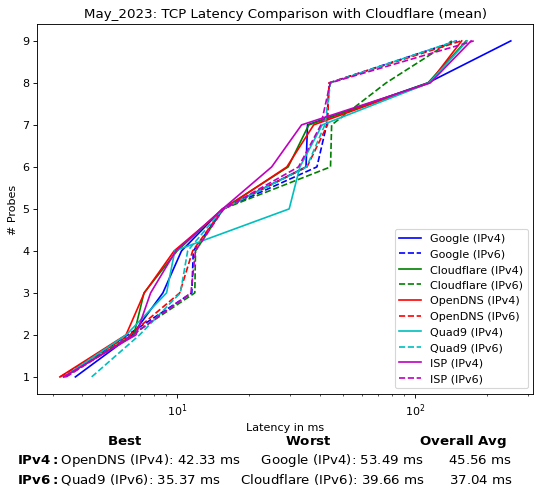 May_2023: TCP Latency Comparison with Cloudflare (mean)
9
8
7
6
5
4
3
2
1
# Probes
Google (IPv4)
Google (IPv6)
Cloudflare (IPv4)
Cloudflare (IPv6)
OpenDNS (IPv4)
OpenDNS (IPv6)
Quad9 (IPv4)
Quad9 (IPv6)
ISP (IPv4)
ISP (IPv6)
10¹ 10²
Latency in ms
Best Worst Overall Avg
IPv4: OpenDNS (IPv4): 42.33 ms Google (IPv4): 53.49 ms 45.56 ms
IPv6: Quad9 (IPv6): 35.37 ms Cloudflare (IPv6): 39.66 ms 37.04 ms